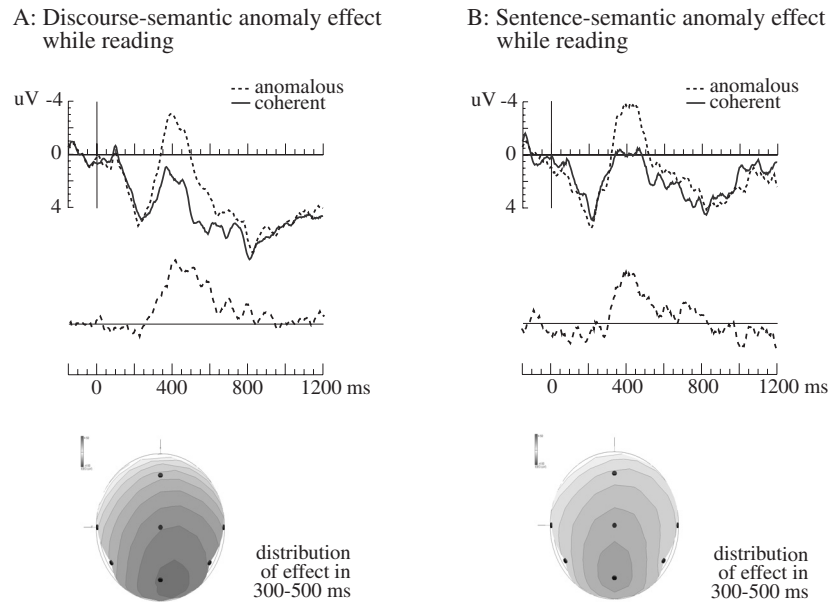 A: Discourse-semantic anomaly effect
while reading
uV
-4
0
4
anomalous
coherent
0 400 800 1200 ms
distribution
of effect in
300-500 ms
B: Sentence-semantic anomaly effect
while reading
uV
-4
0
4
anomalous
coherent
0 400 800 1200 ms
distribution
of effect in
300-500 ms